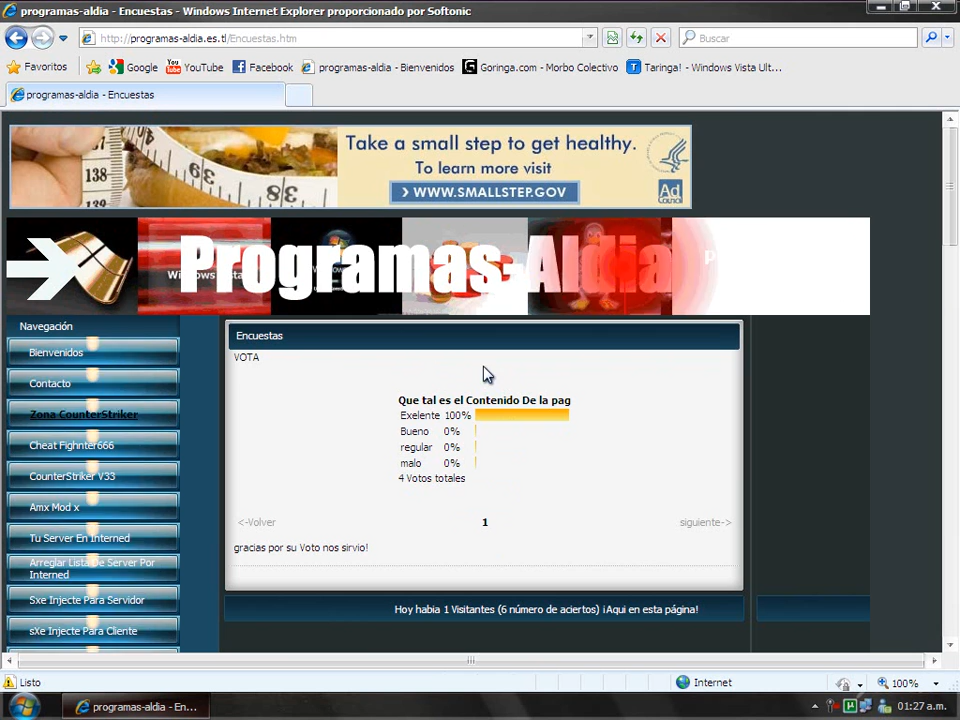 programas-aldia - Encuestas - Windows Internet Explorer proporcionado por Softonic
http://programas-aldia.es.tl/Encuestas.htm
Buscar
Favoritos
Google
You Tube YouTube
Facebook
programas-aldia - Bienvenidos
Goringa.com - Morbo Colectivo
Taringa! - Windows Vista Ult...
programas-aldia - Encuestas
138
139
39
38
Take a small step to get healthy.
To learn more visit
> WWW.SMALLSTEP.GOV
Ad
Council
Programas-Aldia
Navegación
Bienvenidos
Contacto
Zona CounterStriker
Cheat Fighnter666
CounterStriker V33
Amx Mod x
Tu Server En Interned
Arreglar Lista De Server Por
Interned
Sxe Injecte Para Servidor
sXe Injecte Para Cliente
Encuestas
VOTA
Que tal es el Contenido De la pag
Exelente 100%
Bueno 0%
regular 0%
malo 0%
4 Votos totales
<-Volver
1
siguiente->
gracias por su Voto nos sirvio!
Hoy habia 1 Visitantes (6 número de aciertos) ¡Aqui en esta página!
Listo
Internet
100%
programas-aldia - En...
01:27 a.m.